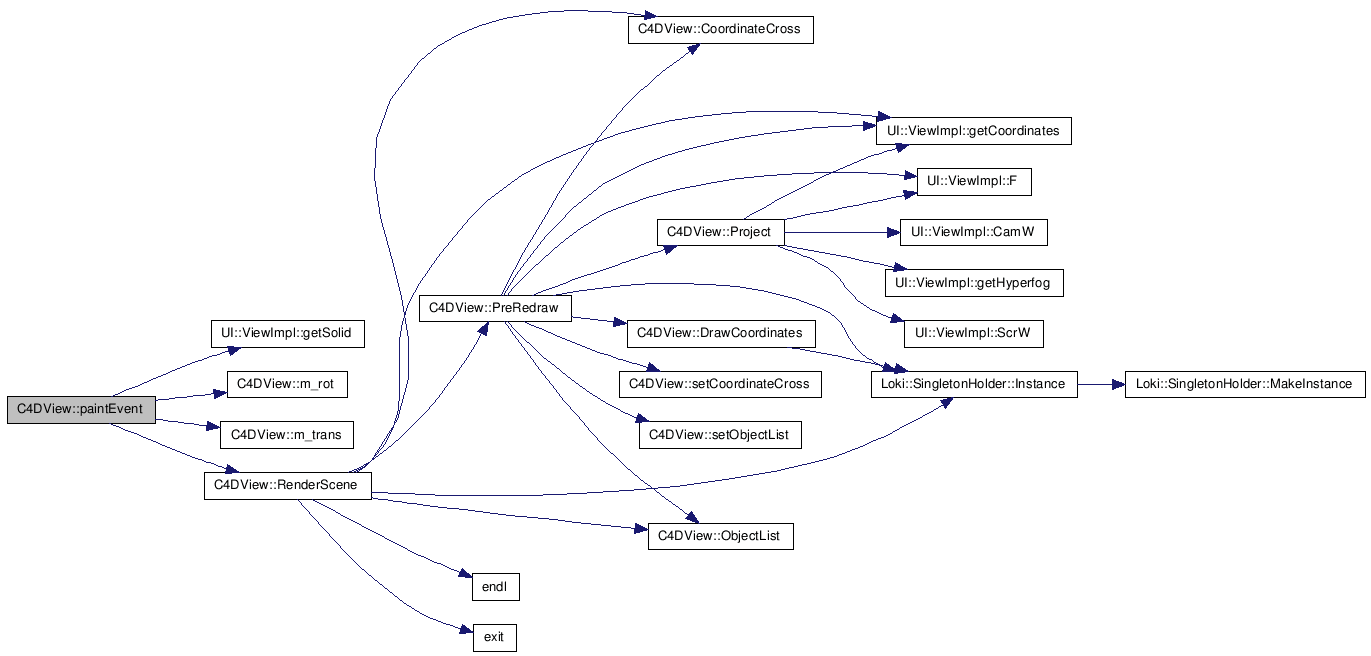 C4DView::CoordinateCross
UI::ViewImpl::getCoordinates
UI::ViewImpl::F
C4DView::Project
UI::ViewImpl::CamW
UI::ViewImpl::getHyperfog
C4DView::PreRedraw
UI::ViewImpl::getSolid
C4DView::DrawCoordinates
UI::ViewImpl::ScrW
C4DView::m_rot
C4DView::setCoordinateCross
Loki::SingletonHolder::Instance
Loki::SingletonHolder::MakeInstance
C4DView::paintEvent
C4DView::m_trans
C4DView::setObjectList
C4DView::RenderScene
C4DView::ObjectList
endl
exit